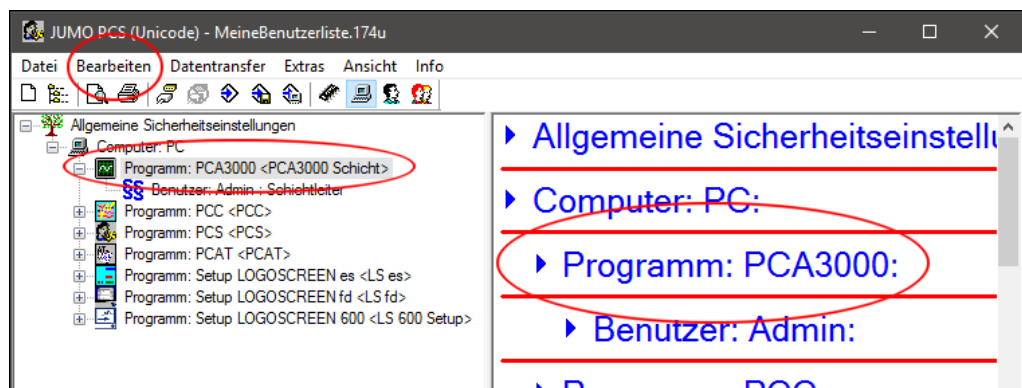 JUMO PCS (Unicode) - MeineBenutzerliste.174u
Datei Bearbeiten Datentransfer Extras Ansicht Info
Allgemeine Sicherheitseinstellungen
Computer: PC
Programm: PCA3000 <PCA3000 Schicht>
§§ Benutzer: Admin : Schichtleiter
Programm: PCC <PCC>
Programm: PCS <PCS>
Programm: PCAT <PCAT>
Programm: Setup LOGOSCREEN es <LS es>
Programm: Setup LOGOSCREEN fd <LS fd>
Programm: Setup LOGOSCREEN 600 <LS 600 Setup>
Allgemeine Sicherheitseinstellu
Computer: PC:
Programm: PCA3000:
Benutzer: Admin: